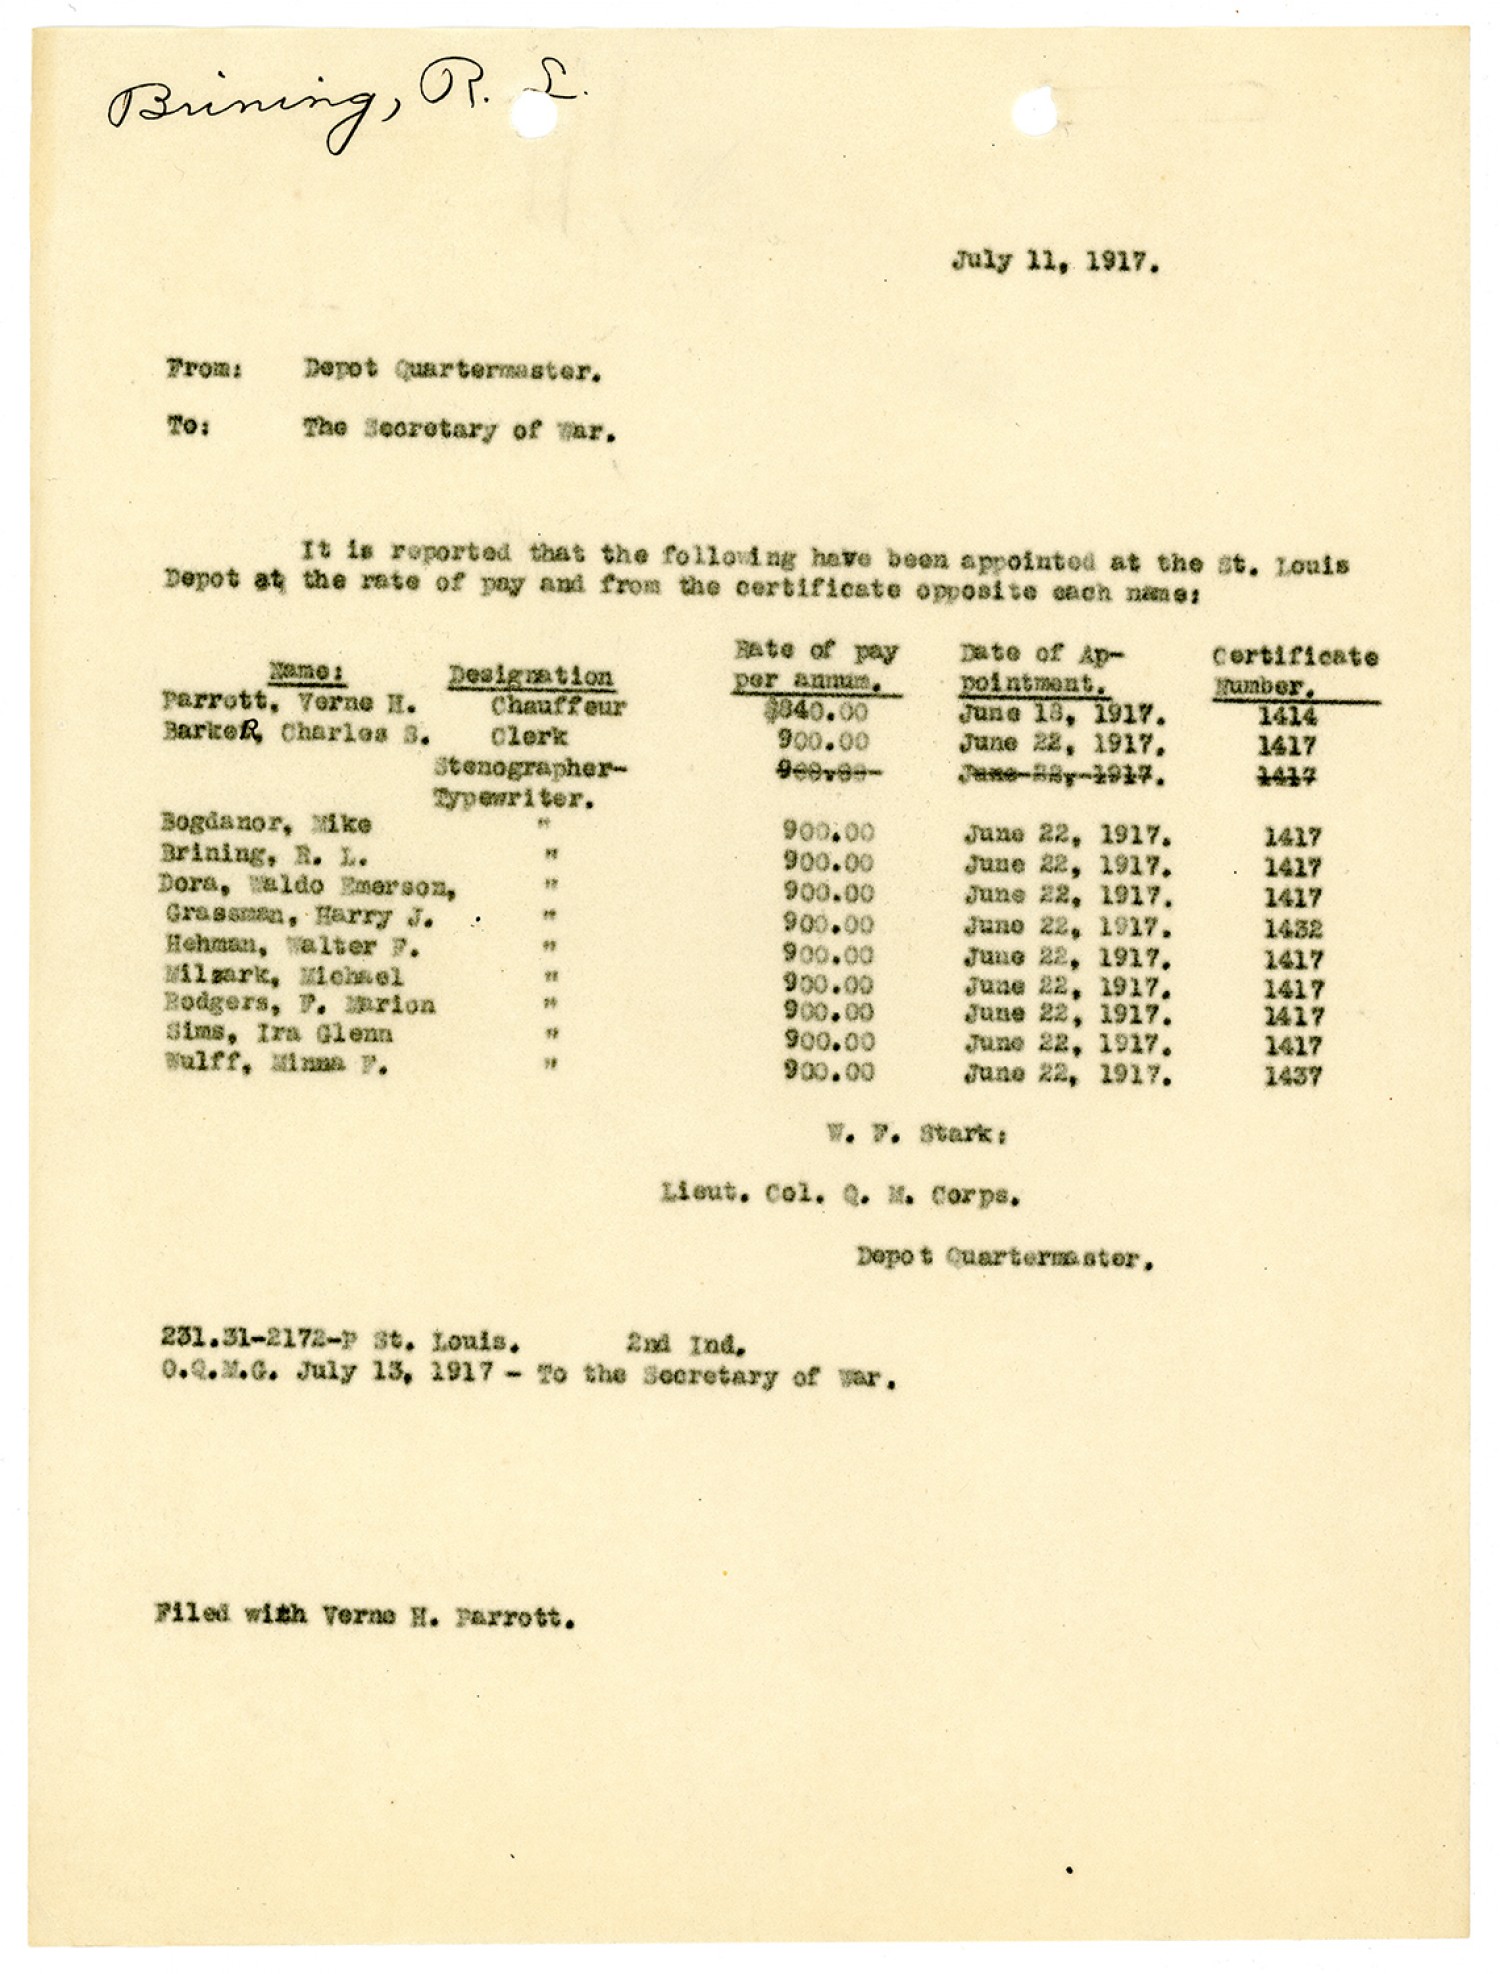 Brining, R. L.
July 11, 1917.
From: Depot Quartermaster.
To: The Secretary of War.
It is reported that the following have been appointed at the St. Louis
Depot at the rate of pay and from the certificate opposite each name:
Name: Designation Rate of pay per annum. Date of Ap-pointment. Certificate Number.
Parrott, Verne H. Chauffeur $840.00 June 18, 1917. 1414
BarkeR, Charles S. Clerk 900.00 June 22, 1917. 1417
Stenographer- 900.00 June 22, 1917. 1417
Typewriter.
Bogdanor, Mike " 900.00 June 22, 1917. 1417
Brining, R. L. " 900.00 June 22, 1917. 1417
Dora, Waldo Emerson, " 900.00 June 22, 1917. 1417
Grassman, Harry J. " 900.00 June 22, 1917. 1432
Hehman, Walter F. " 900.00 June 22, 1917. 1417
Milsark, Michael " 900.00 June 22, 1917. 1417
Rodgers, F. Marion " 900.00 June 22, 1917. 1417
Sims, Ira Glenn " 900.00 June 22, 1917. 1417
Wulff, Minna F. " 900.00 June 22, 1917. 1437
W. F. Stark:
Lieut. Col. Q. M. Corps.
Depot Quartermaster.
231.31-2172-P St. Louis. 2nd Ind.
O.Q.M.G. July 13, 1917 - To the Secretary of War.
Filed with Verne H. Parrott.